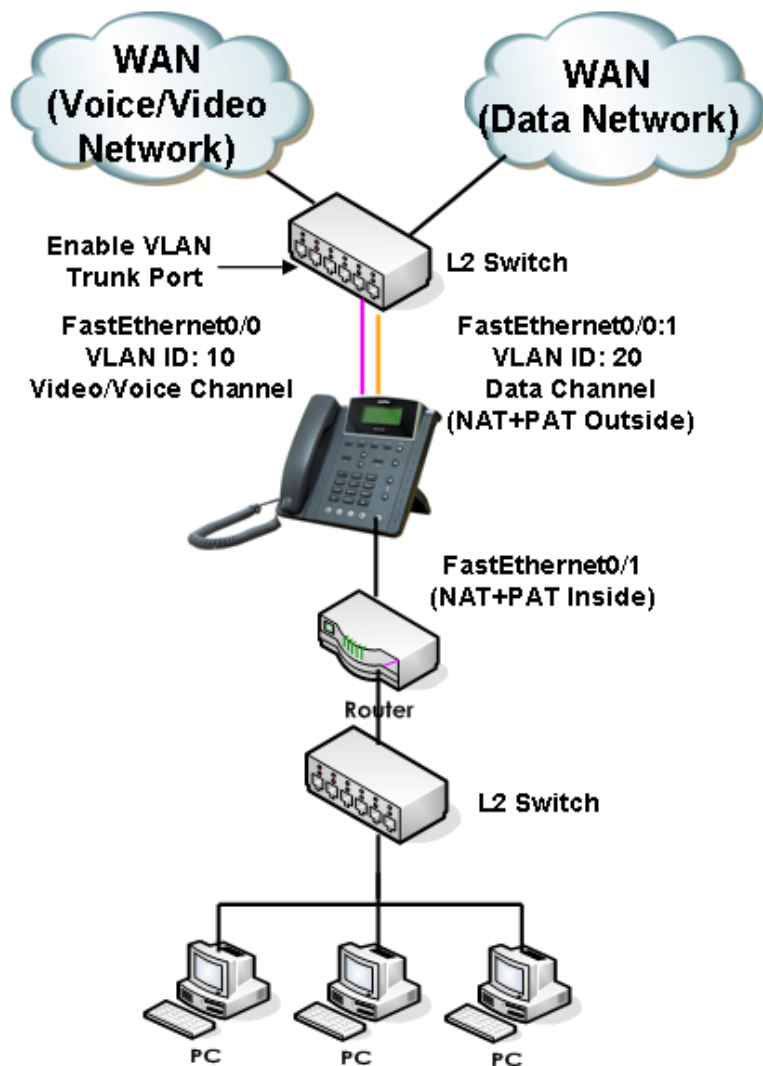 WAN
(Voice/Video
Network)
WAN
(Data Network)
Enable VLAN
Trunk Port
L2 Switch
FastEthernet0/0
VLAN ID: 10
Video/Voice Channel
FastEthernet0/0:1
VLAN ID: 20
Data Channel
(NAT+PAT Outside)
FastEthernet0/1
(NAT+PAT Inside)
Router
L2 Switch
PC
PC
PC